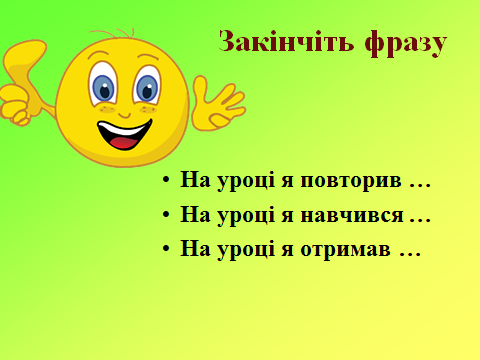 Закінчіть фразу
• На уроці я повторив …
• На уроці я навчився …
• На уроці я отримав …